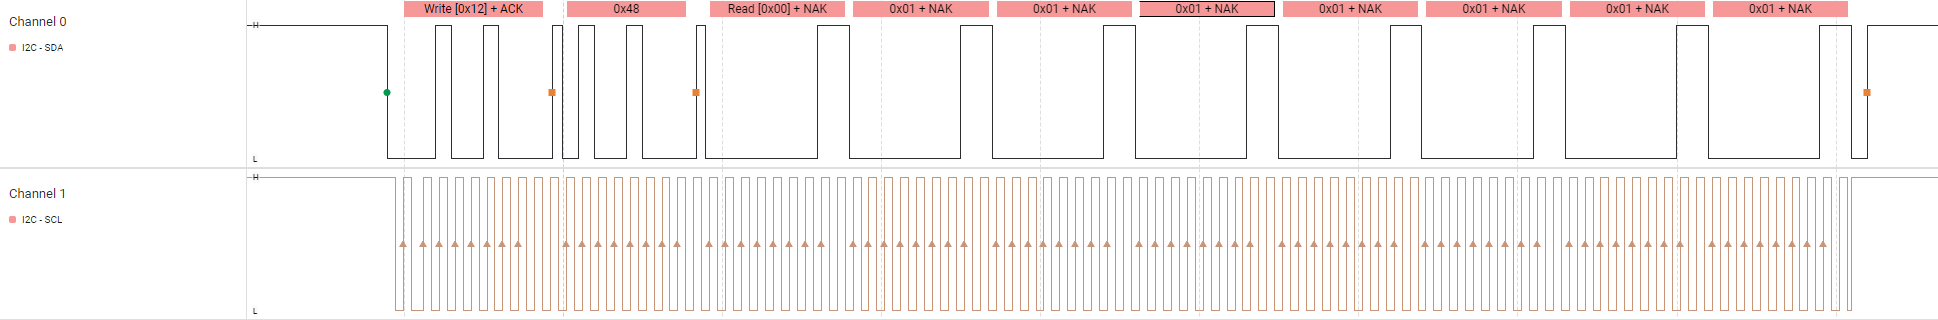 Channel 0
I2C - SDA
H
L
Write [0x12] + ACK
0x48
Read [0x00] + NAK
0x01 + NAK
0x01 + NAK
0x01 + NAK
0x01 + NAK
0x01 + NAK
0x01 + NAK
0x01 + NAK
Channel 1
I2C - SCL
H
L